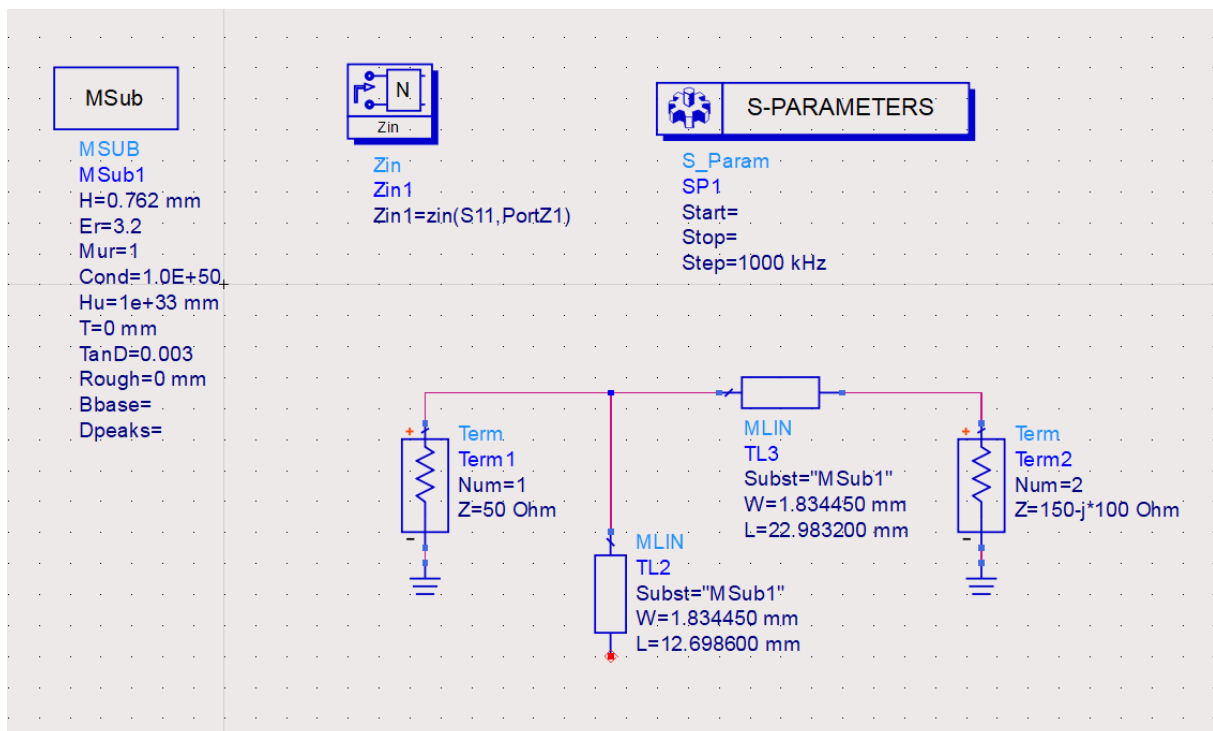 MSub
MSUB
MSub1
H=0.762 mm
Er=3.2
Mur=1
Cond=1.0E+50
Hu=1e+33 mm
T=0 mm
TanD=0.003
Rough=0 mm
Bbase=
Dpeaks=
N
Zin
Zin
Zin1
Zin1=zin(S11,PortZ1)
S-PARAMETERS
S_Param
SP1
Start=
Stop=
Step=1000 kHz
+
Term
Term1
Num=1
Z=50 Ohm
-
MLIN
TL2
Subst="MSub1"
W=1.834450 mm
L=12.698600 mm
MLIN
TL3
Subst="MSub1"
W=1.834450 mm
L=22.983200 mm
+
Term
Term2
Num=2
Z=150-j*100 Ohm
-